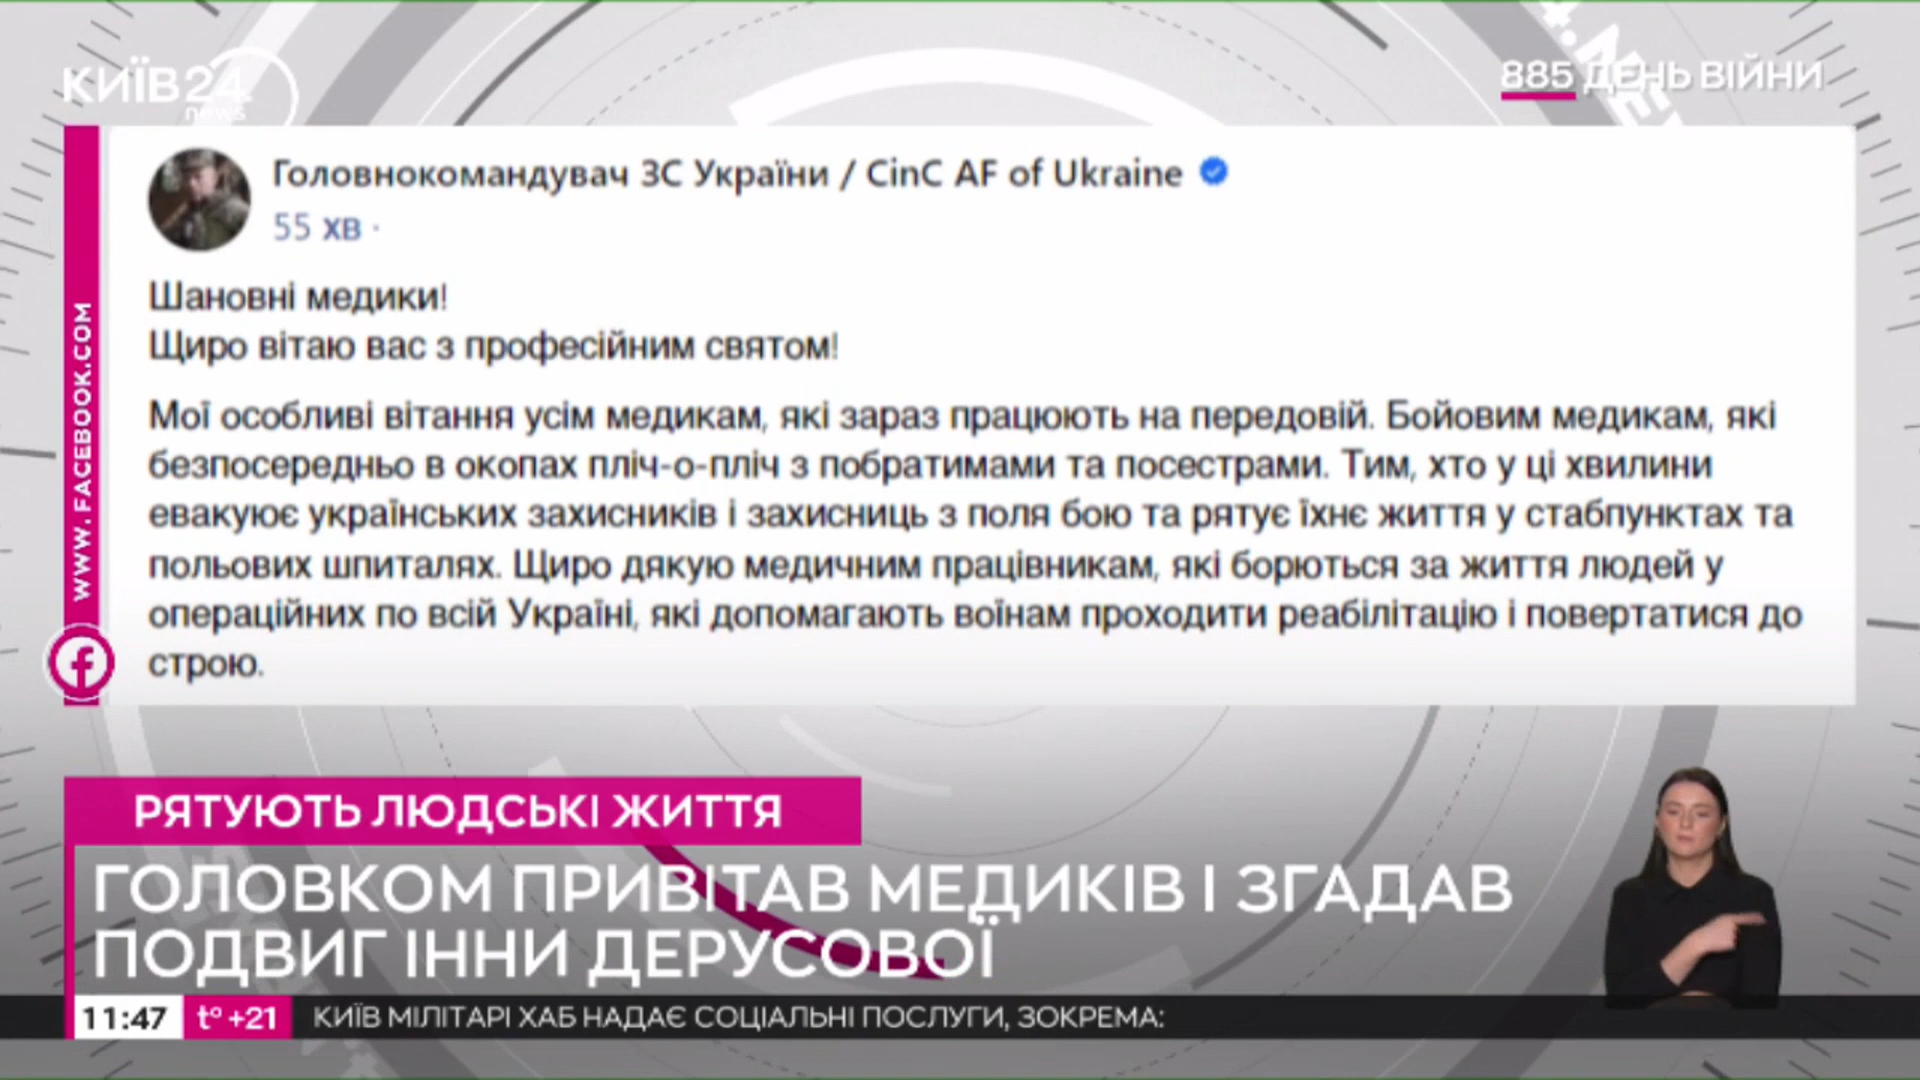 КИЇВ24
news
885 ДЕНЬ ВІЙНИ
Головнокомандувач ЗС України / CinC AF of Ukraine
55 хв ·
Шановні медики!
Щиро вітаю вас з професійним святом!
Мої особливі вітання усім медикам, які зараз працюють на передовій. Бойовим медикам, які
безпосередньо в окопах пліч-о-пліч з побратимами та посестрами. Тим, хто у ці хвилини
евакуює українських захисників і захисниць з поля бою та рятує їхнє життя у стабпунктах та
польових шпиталях. Щиро дякую медичним працівникам, які борються за життя людей у
операційних по всій Україні, які допомагають воїнам проходити реабілітацію і повертатися до
строю.
WWW.FACEBOOK.COM
РЯТУЮТЬ ЛЮДСЬКІ ЖИТТЯ
ГОЛОВКОМ ПРИВІТАВ МЕДИКІВ І ЗГАДАВ
ПОДВИГ ІННИ ДЕРУСОВОЇ
11:47 t° +21 КИЇВ МІЛІТАРІ ХАБ НАДАЄ СОЦІАЛЬНІ ПОСЛУГИ, ЗОКРЕМА: